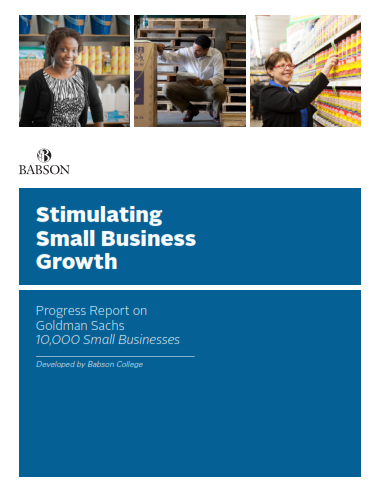 BABSON
Stimulating
Small Business
Growth
Progress Report on
Goldman Sachs
10,000 Small Businesses
Developed by Babson College